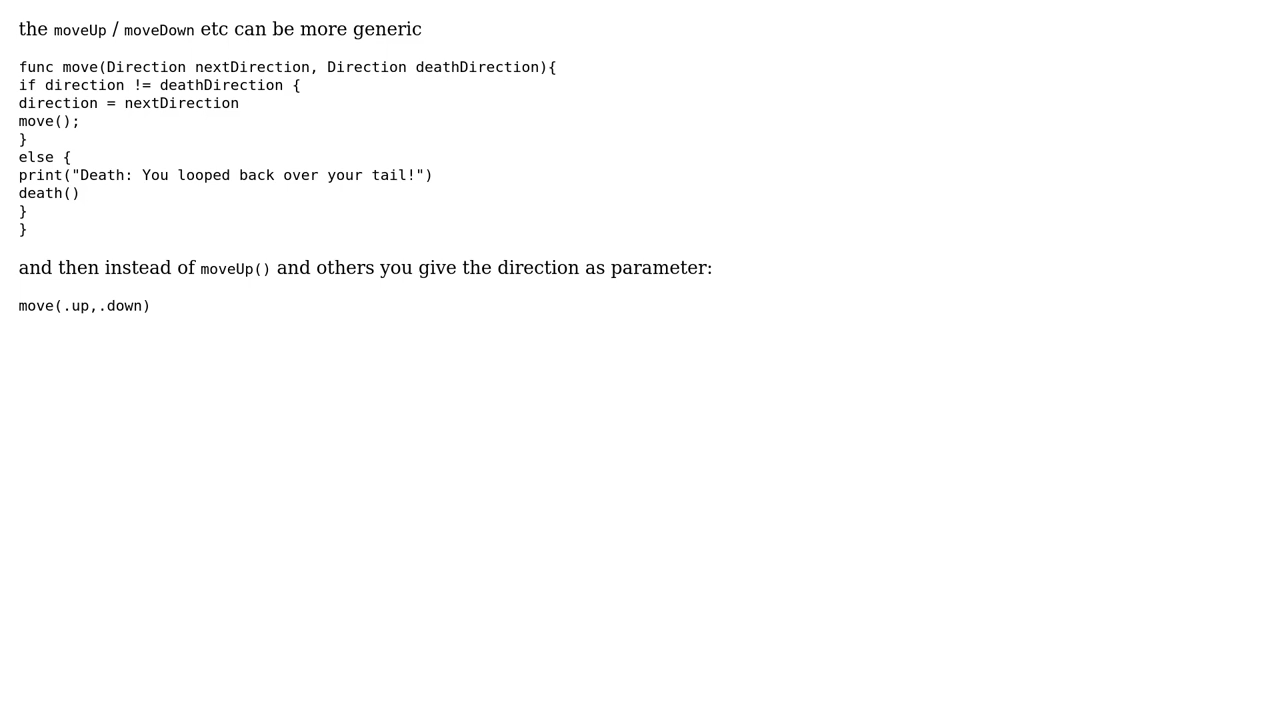 the moveUp / moveDown etc can be more generic
func move(Direction nextDirection, Direction deathDirection){
if direction != deathDirection {
direction = nextDirection
move();
}
else {
print("Death: You looped back over your tail!")
death()
}
}
and then instead of moveUp() and others you give the direction as parameter:
move(.up,.down)